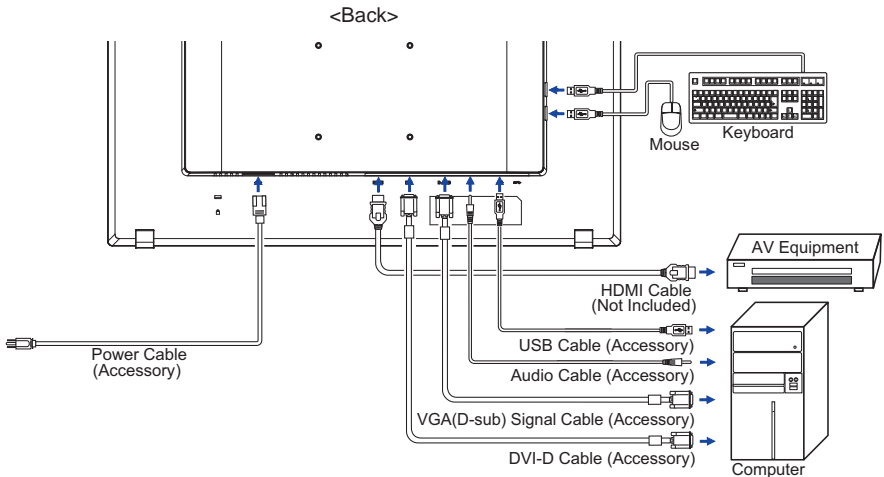 <Back>
Mouse
Keyboard
AV Equipment
HDMI Cable
(Not Included)
USB Cable (Accessory)
Power Cable
(Accessory)
Audio Cable (Accessory)
VGA(D-sub) Signal Cable (Accessory)
DVI-D Cable (Accessory)
Computer